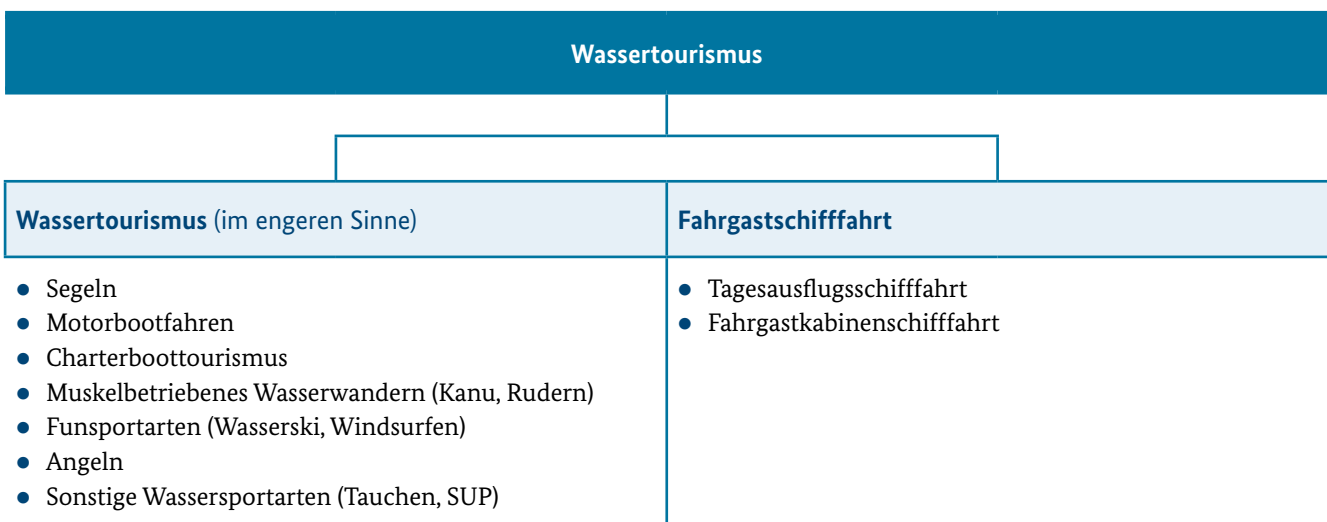 Wassertourismus
Wassertourismus (im engeren Sinne)
Fahrgastschifffahrt
● Segeln
● Motorbootfahren
● Charterboottourismus
● Muskelbetriebenes Wasserwandern (Kanu, Rudern)
● Funsportarten (Wasserski, Windsurfen)
● Angeln
● Sonstige Wassersportarten (Tauchen, SUP)
● Tagesausflugsschifffahrt
● Fahrgastkabinenschifffahrt